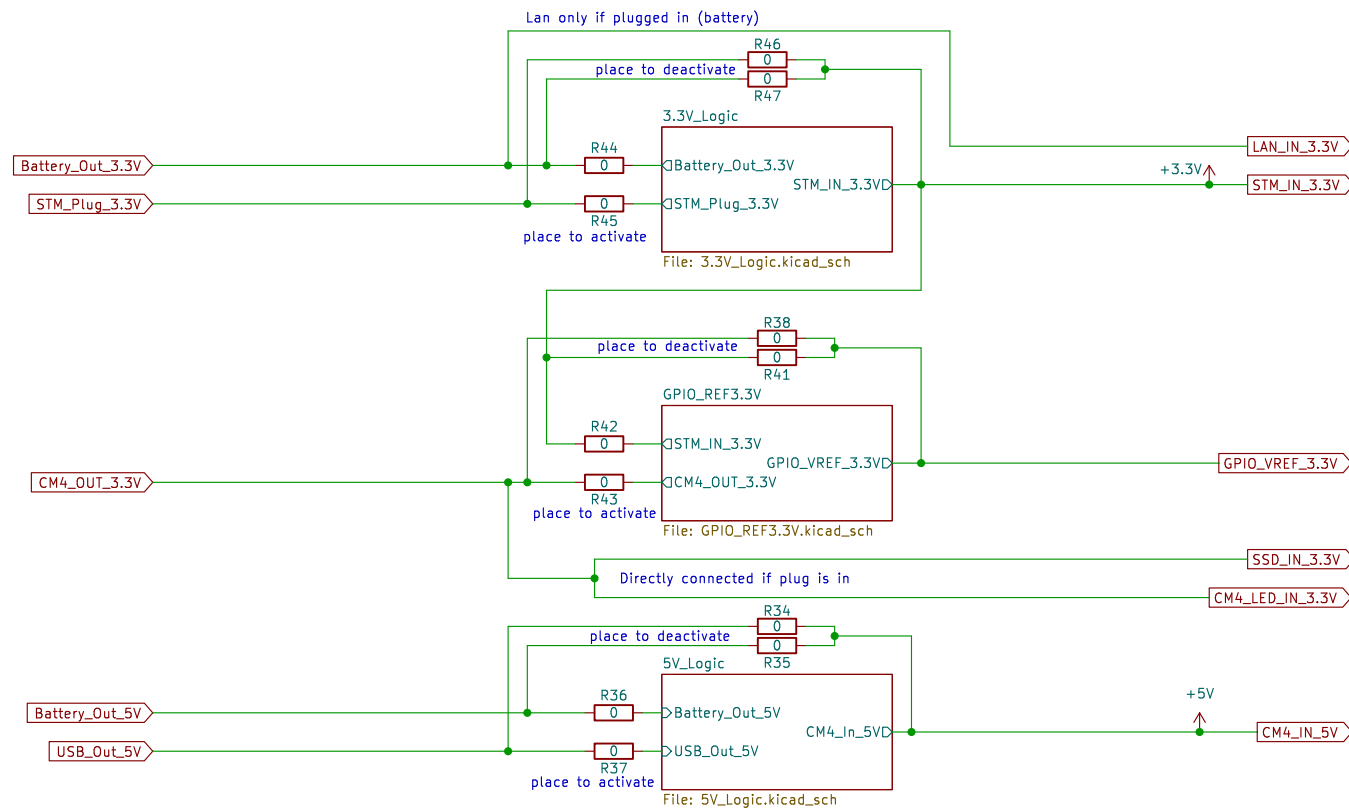 Lan only if plugged in (battery)
R46
0
place to deactivate
0
R47
3.3V_Logic
LAN_IN_3.3V
R44
Battery_Out_3.3V
0
Battery_Out_3.3V
+3.3V
STM_IN_3.3V
STM_IN_3.3V
STM_Plug_3.3V
0
STM_Plug_3.3V
R45
place to activate
File: 3.3V_Logic.kicad_sch
R38
0
place to deactivate
0
R41
GPIO_REF3.3V
R42
0
STM_IN_3.3V
GPIO_VREF_3.3V
GPIO_VREF_3.3V
CM4_OUT_3.3V
0
CM4_OUT_3.3V
R43
place to activate
File: GPIO_REF3.3V.kicad_sch
SSD_IN_3.3V
Directly connected if plug is in
CM4_LED_IN_3.3V
R34
0
place to deactivate
0
R35
5V_Logic
R36
+5V
Battery_Out_5V
0
Battery_Out_5V
CM4_In_5V
CM4_IN_5V
USB_Out_5V
0
USB_Out_5V
R37
place to activate
File: 5V_Logic.kicad_sch